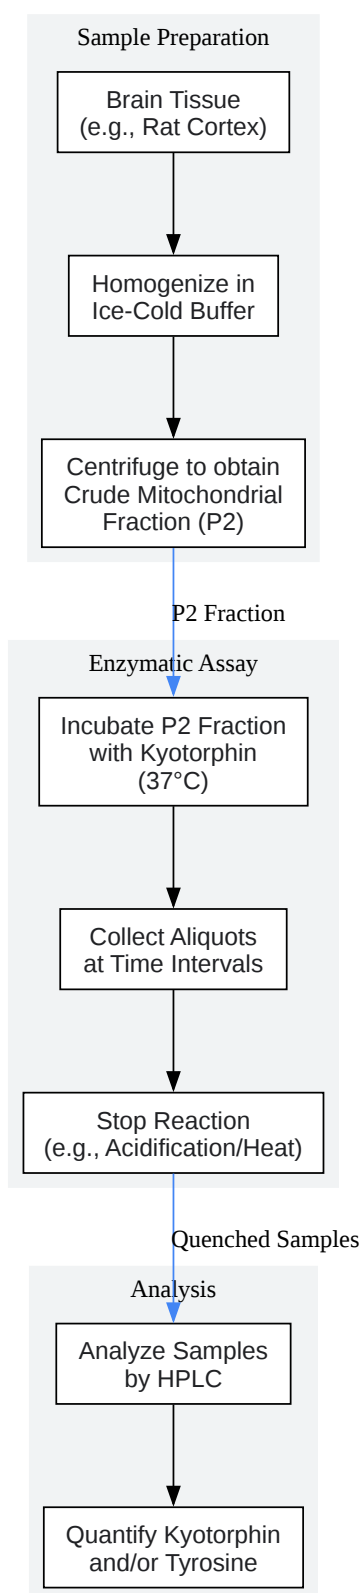 Sample Preparation
Brain Tissue
(e.g., Rat Cortex)
Homogenize in
Ice-Cold Buffer
Centrifuge to obtain
Crude Mitochondrial
Fraction (P2)
P2 Fraction
Enzymatic Assay
Incubate P2 Fraction
with Kyotorphin
(37°C)
Collect Aliquots
at Time Intervals
Stop Reaction
(e.g., Acidification/Heat)
Quenched Samples
Analysis
Analyze Samples
by HPLC
Quantify Kyotorphin
and/or Tyrosine